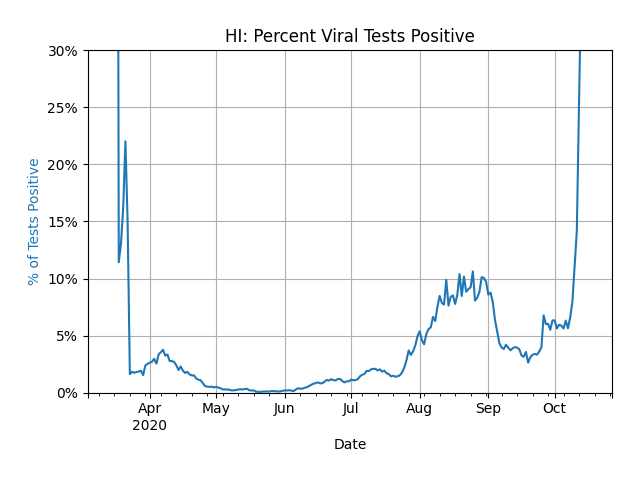 HI: Percent Viral Tests Positive
30%
25%
20%
15%
10%
5%
0%
% of Tests Positive
Apr
2020
May
Jun
Jul
Aug
Sep
Oct
Date